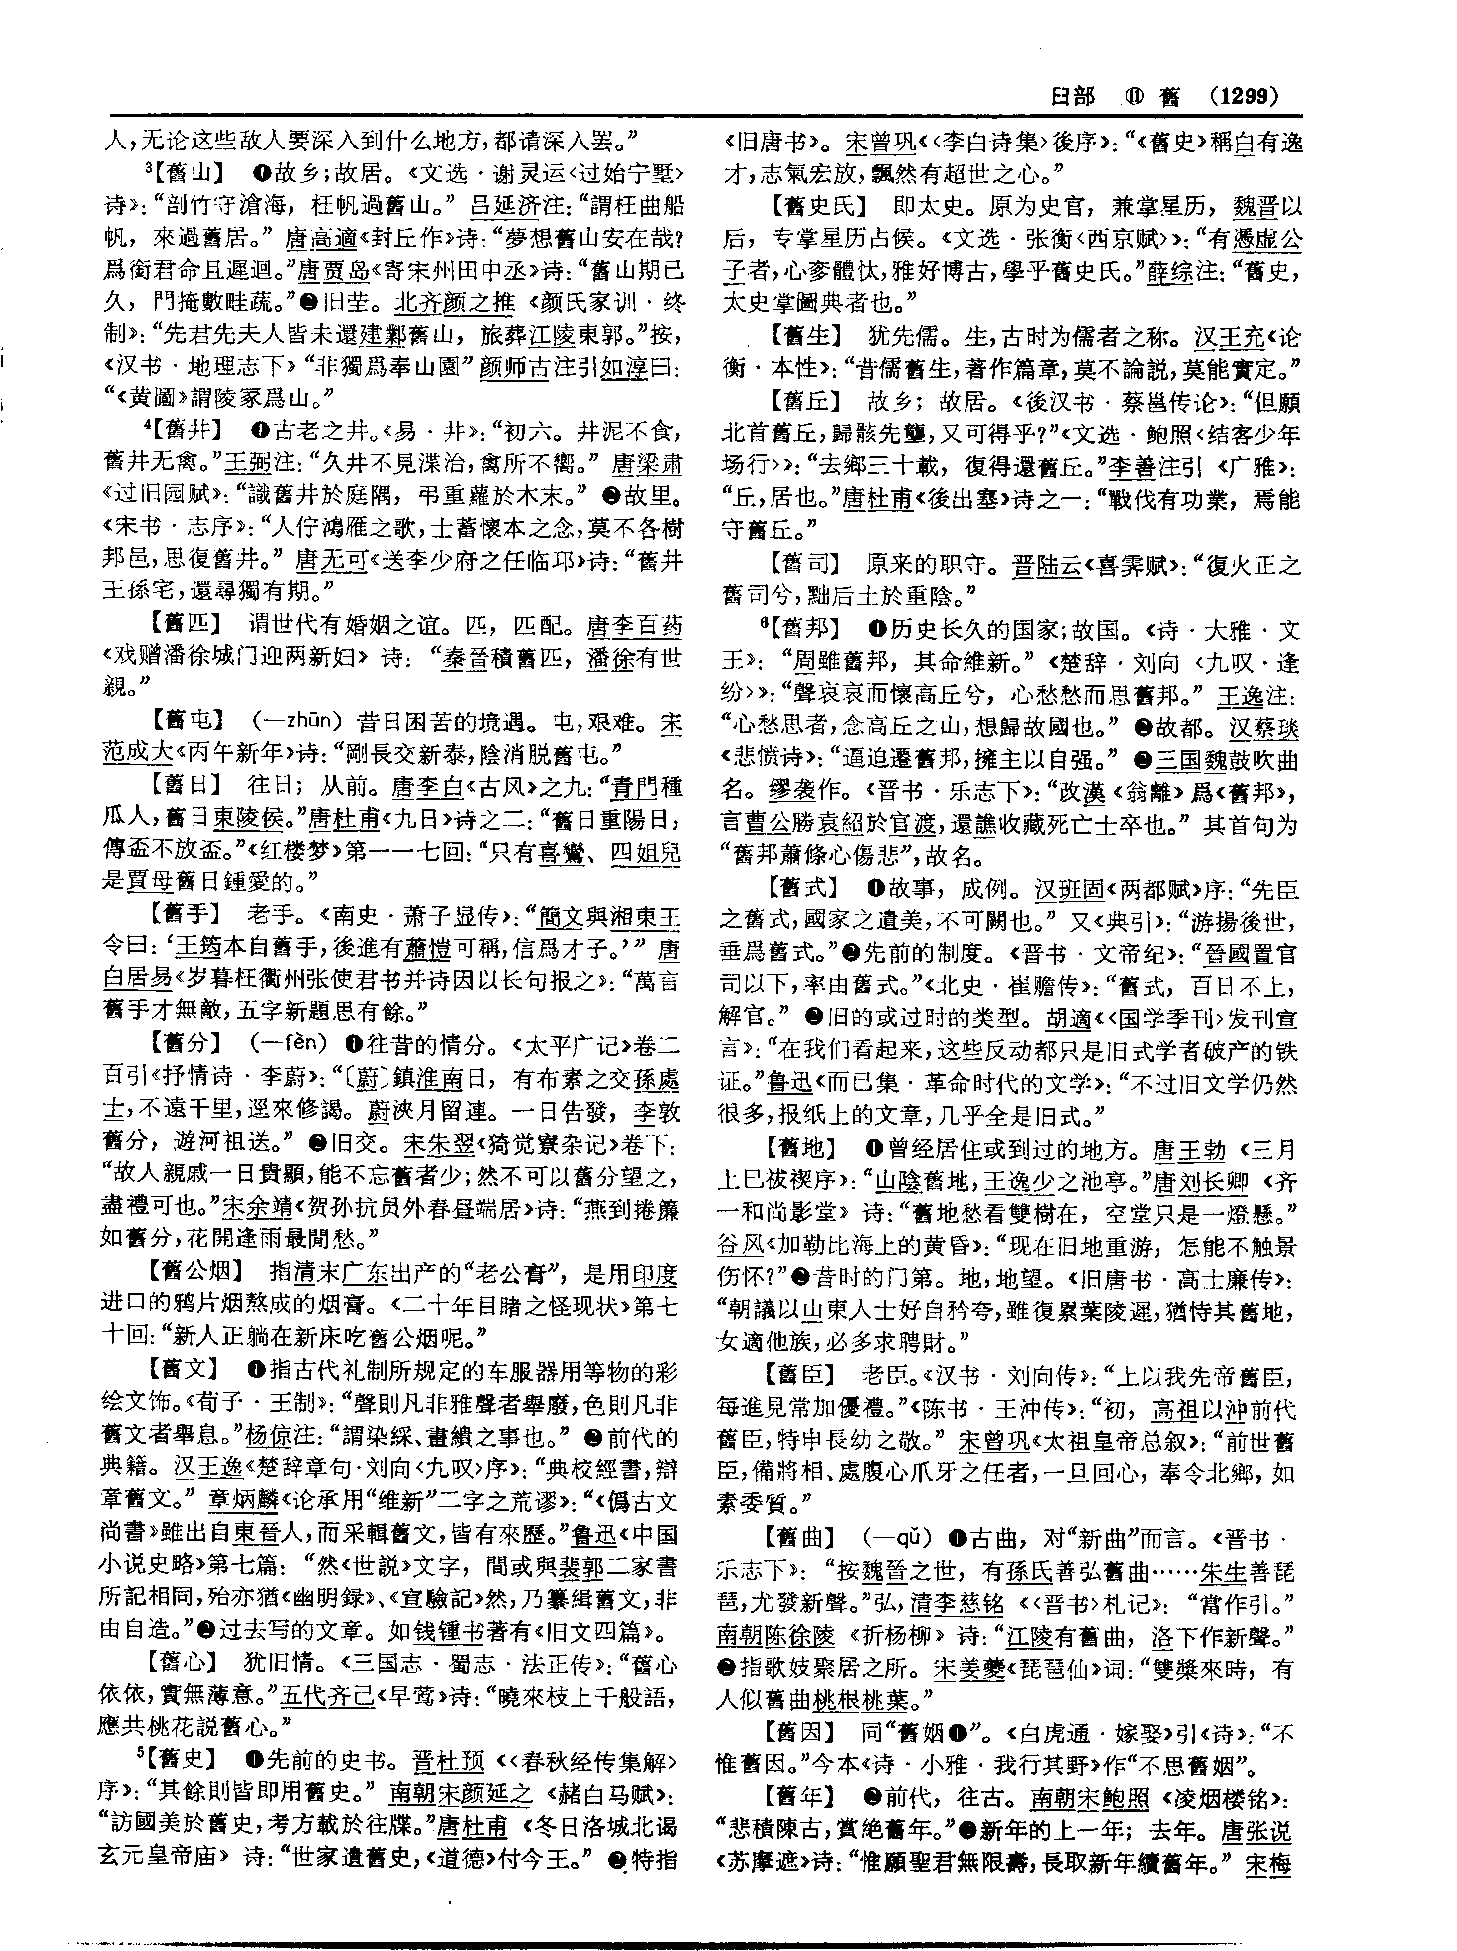 臼部 ⑪ 舊 (1299)
人，无论这些敌人要深入到什么地方，都请深入罢。”
³【舊山】 ❶故乡；故居。《文选·谢灵运〈过始宁墅〉
诗》：“剖竹守滄海，枉帆過舊山。”吕延济注：“謂枉曲船
帆，來過舊居。”唐高適《封丘作》诗：“夢想舊山安在哉？
爲銜君命且遲迴。”唐贾岛《寄宋州田中丞》诗：“舊山期已
久，門掩數畦蔬。”❷旧茔。北齐颜之推《颜氏家训·终
制》：“先君先夫人皆未還建鄴舊山，旅葬江陵東郭。”按，
《汉书·地理志下》“非獨爲奉山園”颜师古注引如淳曰：
“《黄圖》謂陵冢爲山。”
⁴【舊井】 ❶古老之井。《易·井》：“初六。井泥不食，
舊井无禽。”王弼注：“久井不見渫治，禽所不嚮。”唐梁肃
《过旧园赋》：“識舊井於庭隅，弔重蘿於木末。”❷故里。
《宋书·志序》：“人佇鴻雁之歌，士蓄懷本之念，莫不各樹
邦邑，思復舊井。”唐无可《送李少府之任临邛》诗：“舊井
王孫宅，還尋獨有期。”
【舊匹】 谓世代有婚姻之谊。匹，匹配。唐李百药
《戏赠潘徐城门迎两新妇》诗：“秦晉積舊匹，潘徐有世
親。”
【舊屯】 （—zhūn）昔日困苦的境遇。屯，艰难。宋
范成大《丙午新年》诗：“剛長交新泰，陰消脱舊屯。”
【舊日】 往日；从前。唐李白《古风》之九：“青門種
瓜人，舊日東陵侯。”唐杜甫《九日》诗之二：“舊日重陽日，
傳盃不放盃。”《红楼梦》第一一七回：“只有喜鸞、四姐兒
是賈母舊日鍾愛的。”
【舊手】 老手。《南史·萧子显传》：“簡文與湘東王
令曰：‘王筠本自舊手，後進有蕭愷可稱，信爲才子。’”唐
白居易《岁暮枉衢州张使君书并诗因以长句报之》：“萬言
舊手才無敵，五字新題思有餘。”
【舊分】 （—fèn）❶往昔的情分。《太平广记》卷二
百引《抒情诗·李蔚》：“〔蔚〕鎮淮南日，有布素之交孫處
士，不遠千里，逕來修謁。蔚浹月留連。一日告發，李敦
舊分，遊河祖送。”❷旧交。宋朱翌《猗觉寮杂记》卷下：
“故人親戚一日貴顯，能不忘舊者少；然不可以舊分望之，
盡禮可也。”宋余靖《贺孙抗员外春昼端居》诗：“燕到捲簾
如舊分，花開逢雨最閒愁。”
【舊公烟】 指清末广东出产的“老公膏”，是用印度
进口的鸦片烟熬成的烟膏。《二十年目睹之怪现状》第七
十回：“新人正躺在新床吃舊公烟呢。”
【舊文】 ❶指古代礼制所规定的车服器用等物的彩
绘文饰。《荀子·王制》：“聲則凡非雅聲者舉廢，色則凡非
舊文者舉息。”杨倞注：“謂染綵、畫繢之事也。”❷前代的
典籍。汉王逸《楚辞章句·刘向〈九叹〉序》：“典校經書，辯
章舊文。”章炳麟《论承用“维新”二字之荒谬》：“《僞古文
尚書》雖出自東晉人，而采輯舊文，皆有來歷。”鲁迅《中国
小说史略》第七篇：“然《世説》文字，間或與裴郭二家書
所記相同，殆亦猶《幽明録》、《宣驗記》然，乃纂缉舊文，非
由自造。”❸过去写的文章。如钱锺书著有《旧文四篇》。
【舊心】 犹旧情。《三国志·蜀志·法正传》：“舊心
依依，實無薄意。”五代齐己《早莺》诗：“曉來枝上千般語，
應共桃花説舊心。”
⁵【舊史】 ❶先前的史书。晋杜预《〈春秋经传集解〉
序》：“其餘則皆即用舊史。”南朝宋颜延之《赭白马赋》：
“訪國美於舊史，考方載於往牒。”唐杜甫《冬日洛城北谒
玄元皇帝庙》诗：“世家遺舊史，《道德》付今王。”❷特指
《旧唐书》。宋曾巩《〈李白诗集〉後序》：“《舊史》稱白有逸
才，志氣宏放，飄然有超世之心。”
【舊史氏】 即太史。原为史官，兼掌星历，魏晋以
后，专掌星历占侯。《文选·张衡〈西京赋〉》：“有憑虚公
子者，心奓體忲，雅好博古，學乎舊史氏。”薛综注：“舊史，
太史掌圖典者也。”
【舊生】 犹先儒。生，古时为儒者之称。汉王充《论
衡·本性》：“昔儒舊生，著作篇章，莫不論説，莫能實定。”
【舊丘】 故乡；故居。《後汉书·蔡邕传论》：“但願
北首舊丘，歸骸先壟，又可得乎？”《文选·鲍照〈结客少年
场行〉》：“去鄉三十載，復得還舊丘。”李善注引《广雅》：
“丘，居也。”唐杜甫《後出塞》诗之一：“戰伐有功業，焉能
守舊丘。”
【舊司】 原来的职守。晋陆云《喜霁赋》：“復火正之
舊司兮，黜后土於重陰。”
⁶【舊邦】 ❶历史长久的国家；故国。《诗·大雅·文
王》：“周雖舊邦，其命維新。”《楚辞·刘向〈九叹·逢
纷〉》：“聲哀哀而懷高丘兮，心愁愁而思舊邦。”王逸注：
“心愁思者，念高丘之山，想歸故國也。”❷故都。汉蔡琰
《悲愤诗》：“逼迫遷舊邦，擁主以自强。”❸三国魏鼓吹曲
名。缪袭作。《晋书·乐志下》：“改漢《翁離》爲《舊邦》，
言曹公勝袁紹於官渡，還譙收藏死亡士卒也。”其首句为
“舊邦蕭條心傷悲”，故名。
【舊式】 ❶故事，成例。汉班固《两都赋》序：“先臣
之舊式，國家之遺美，不可闕也。”又《典引》：“游揚後世，
垂爲舊式。”❷先前的制度。《晋书·文帝纪》：“晉國置官
司以下，率由舊式。”《北史·崔赡传》：“舊式，百日不上，
解官。”❸旧的或过时的类型。胡適《〈国学季刊〉发刊宣
言》：“在我们看起来，这些反动都只是旧式学者破产的铁
证。”鲁迅《而已集·革命时代的文学》：“不过旧文学仍然
很多，报纸上的文章，几乎全是旧式。”
【舊地】 ❶曾经居住或到过的地方。唐王勃《三月
上巳祓禊序》：“山陰舊地，王逸少之池亭。”唐刘长卿《齐
一和尚影堂》诗：“舊地愁看雙樹在，空堂只是一燈懸。”
谷风《加勒比海上的黄昏》：“现在旧地重游，怎能不触景
伤怀？”❷昔时的门第。地，地望。《旧唐书·高士廉传》：
“朝議以山東人士好自矜夸，雖復累葉陵遲，猶恃其舊地，
女適他族，必多求聘財。”
【舊臣】 老臣。《汉书·刘向传》：“上以我先帝舊臣，
每進見常加優禮。”《陈书·王沖传》：“初，高祖以沖前代
舊臣，特申長幼之敬。”宋曾巩《太祖皇帝总叙》：“前世舊
臣，備將相、處腹心爪牙之任者，一旦回心，奉令北鄉，如
素委質。”
【舊曲】 （—qǔ）❶古曲，对“新曲”而言。《晋书·
乐志下》：“按魏晉之世，有孫氏善弘舊曲……朱生善琵
琶，尤發新聲。”弘，清李慈铭《〈晋书〉札记》：“當作引。”
南朝陈徐陵《折杨柳》诗：“江陵有舊曲，洛下作新聲。”
❷指歌妓聚居之所。宋姜夔《琵琶仙》词：“雙槳來時，有
人似舊曲桃根桃葉。”
【舊因】 同“舊姻❶”。《白虎通·嫁娶》引《诗》：“不
惟舊因。”今本《诗·小雅·我行其野》作“不思舊姻”。
【舊年】 ❶前代，往古。南朝宋鲍照《凌烟楼铭》：
“悲積陳古，賞絶舊年。”❷新年的上一年；去年。唐张说
《苏摩遮》诗：“惟願聖君無限壽，長取新年續舊年。”宋梅